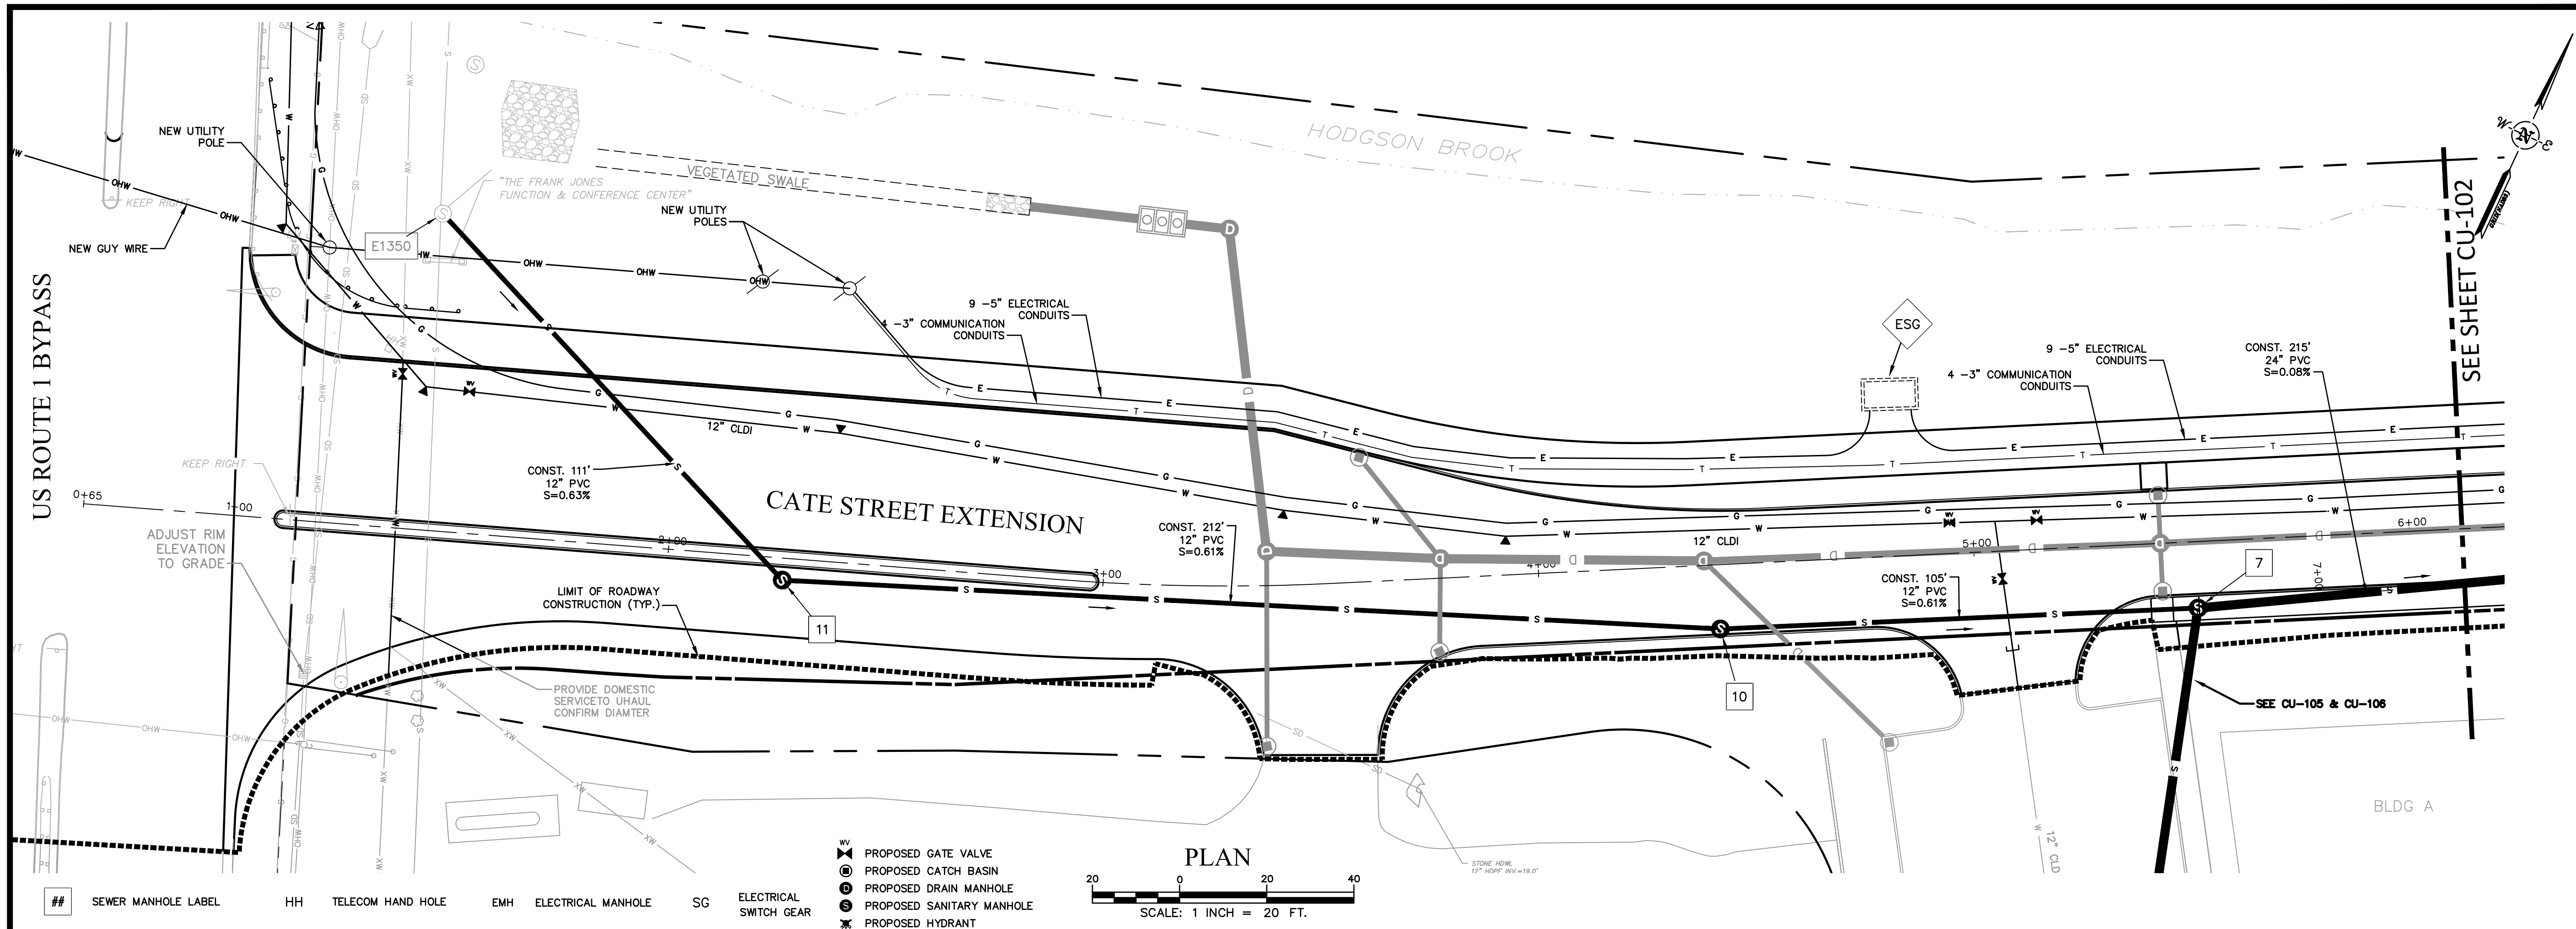 NEW UTILITY
POLE
KEEP RIGHT
NEW GUY WIRE
US ROUTE 1 BYPASS
E1350
"THE FRANK JONES
FUNCTION & CONFERENCE CENTER"
VEGETATED SWALE
NEW UTILITY
POLES
HODGSON BROOK
9 -5" ELECTRICAL
CONDUITS
4 -3" COMMUNICATION
CONDUITS
ESG
9 -5" ELECTRICAL
CONDUITS
4 -3" COMMUNICATION
CONDUITS
CONST. 215'
24" PVC
S=0.08%
SEE SHEET CU-102
12" CLDI
KEEP RIGHT
CONST. 111'
12" PVC
S=0.63%
CATE STREET EXTENSION
0+65
1+00
2+00
3+00
4+00
5+00
6+00
7+00
ADJUST RIM
ELEVATION
TO GRADE
CONST. 212'
12" PVC
S=0.61%
12" CLDI
CONST. 105'
12" PVC
S=0.61%
7
LIMIT OF ROADWAY
CONSTRUCTION (TYP.)
11
10
PROVIDE DOMESTIC
SERVICETO UHAUL
CONFIRM DIAMTER
SEE CU-105 & CU-106
BLDG A
12" CLD
STONE HDWL
12" HDPE INV.=19.0'
PLAN
20 0 20 40
SCALE: 1 INCH = 20 FT.
## SEWER MANHOLE LABEL
HH TELECOM HAND HOLE
EMH ELECTRICAL MANHOLE
SG ELECTRICAL
SWITCH GEAR
WV
PROPOSED GATE VALVE
PROPOSED CATCH BASIN
D PROPOSED DRAIN MANHOLE
S PROPOSED SANITARY MANHOLE
PROPOSED HYDRANT